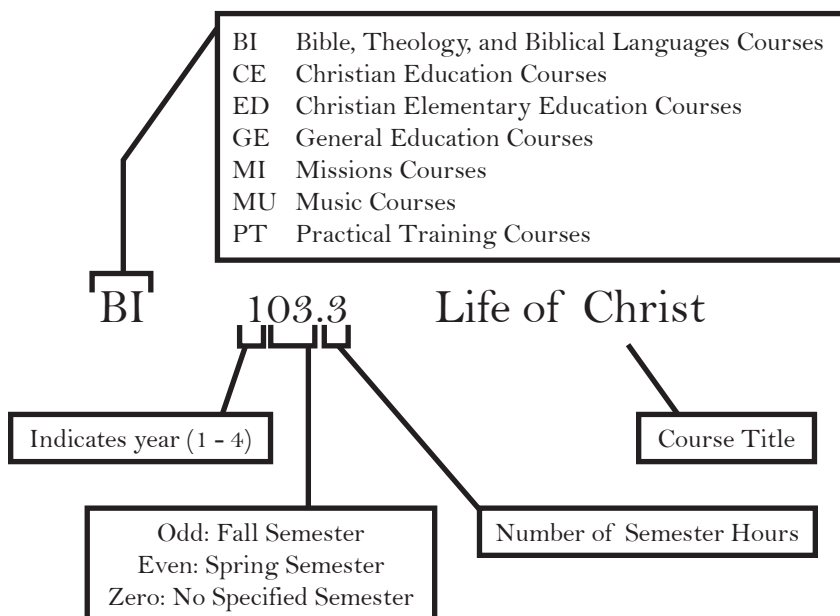 BI Bible, Theology, and Biblical Languages Courses
CE Christian Education Courses
ED Christian Elementary Education Courses
GE General Education Courses
MI Missions Courses
MU Music Courses
PT Practical Training Courses
BI 103.3 Life of Christ
Indicates year (1 - 4)
Course Title
Odd: Fall Semester
Even: Spring Semester
Zero: No Specified Semester
Number of Semester Hours